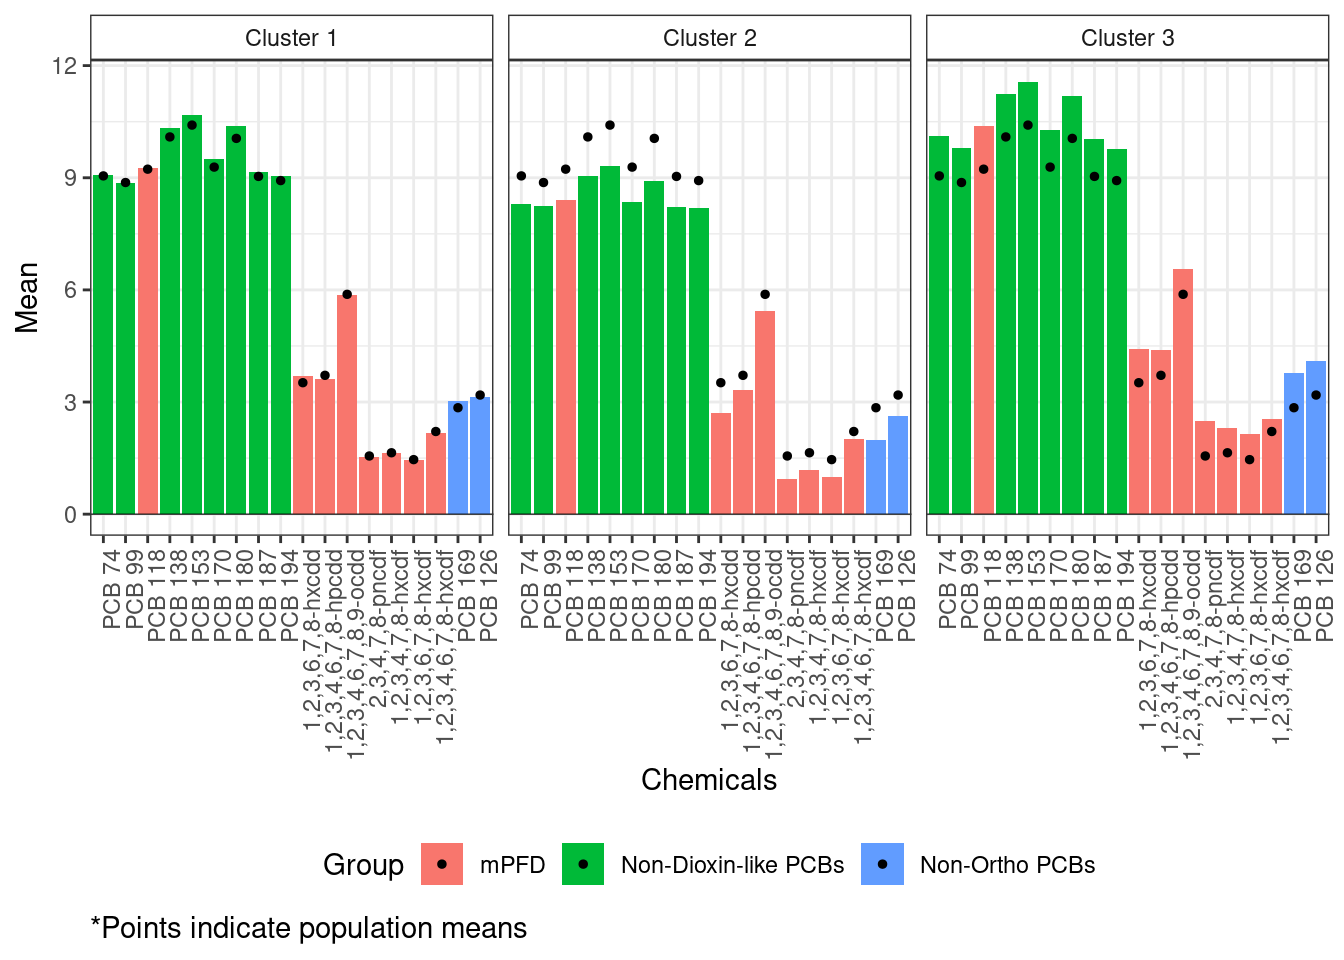 Cluster 1
Cluster 2
Cluster 3
Mean
12
9
6
3
0
PCB 74
PCB 99
PCB 118
PCB 138
PCB 153
PCB 170
PCB 180
PCB 187
PCB 194
1,2,3,6,7,8-hxcdd
1,2,3,4,6,7,8-hpcdd
1,2,3,4,6,7,8,9-ocdd
2,3,4,7,8-pncdf
1,2,3,4,7,8-hxcdf
1,2,3,6,7,8-hxcdf
1,2,3,4,6,7,8-hxcdf
PCB 169
PCB 126
PCB 74
PCB 99
PCB 118
PCB 138
PCB 153
PCB 170
PCB 180
PCB 187
PCB 194
1,2,3,6,7,8-hxcdd
1,2,3,4,6,7,8-hpcdd
1,2,3,4,6,7,8,9-ocdd
2,3,4,7,8-pncdf
1,2,3,4,7,8-hxcdf
1,2,3,6,7,8-hxcdf
1,2,3,4,6,7,8-hxcdf
PCB 169
PCB 126
PCB 74
PCB 99
PCB 118
PCB 138
PCB 153
PCB 170
PCB 180
PCB 187
PCB 194
1,2,3,6,7,8-hxcdd
1,2,3,4,6,7,8-hpcdd
1,2,3,4,6,7,8,9-ocdd
2,3,4,7,8-pncdf
1,2,3,4,7,8-hxcdf
1,2,3,6,7,8-hxcdf
1,2,3,4,6,7,8-hxcdf
PCB 169
PCB 126
Chemicals
Group mPFD Non-Dioxin-like PCBs Non-Ortho PCBs
*Points indicate population means